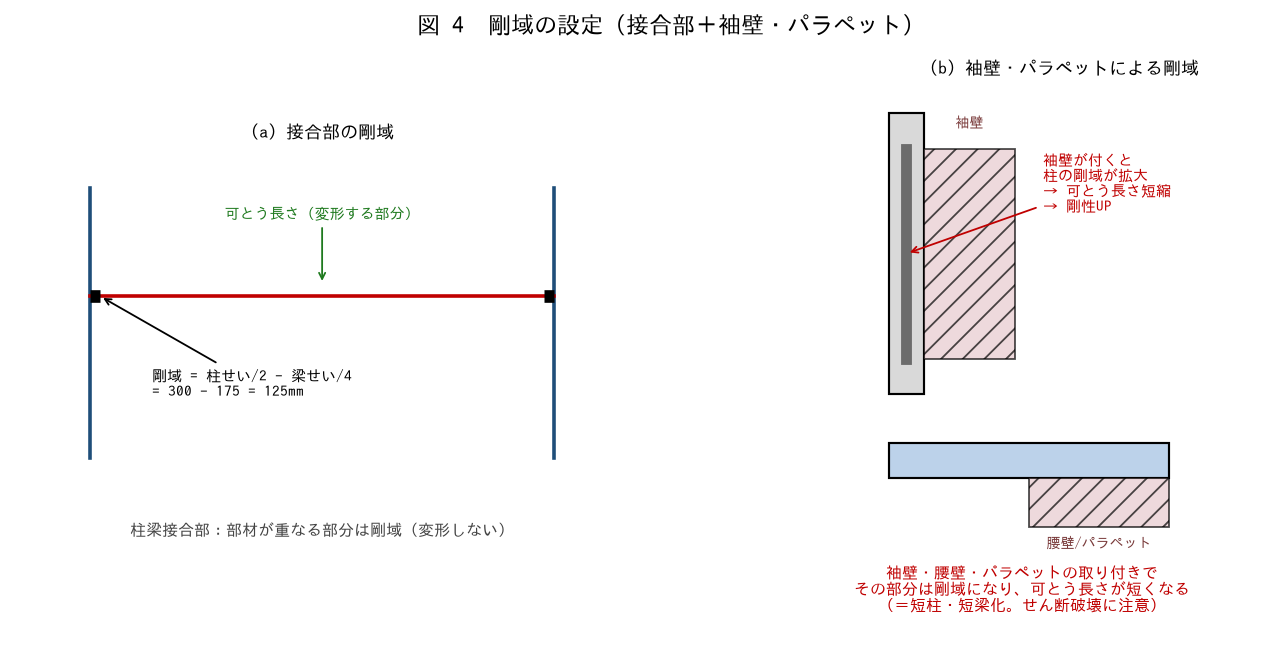 図 4　剛域の設定（接合部＋袖壁・パラペット）
(a) 接合部の剛域
可とう長さ（変形する部分）
剛域 = 柱せい/2 − 梁せい/4
= 300 − 175 = 125mm
柱梁接合部：部材が重なる部分は剛域（変形しない）
(b) 袖壁・パラペットによる剛域
袖壁
袖壁が付くと
柱の剛域が拡大
→ 可とう長さ短縮
→ 剛性UP
腰壁/パラペット
袖壁・腰壁・パラペットの取り付きで
その部分は剛域になり、可とう長さが短くなる
（＝短柱・短梁化。せん断破壊に注意）